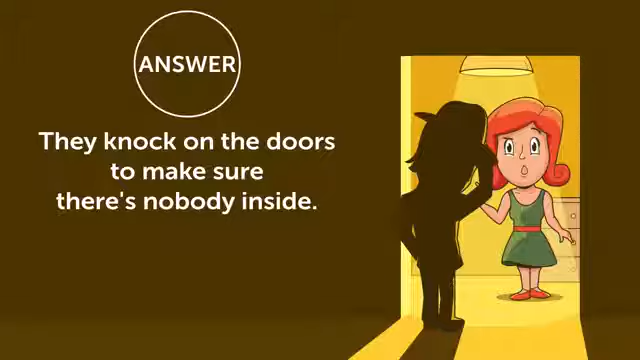 ANSWER
They knock on the doors
to make sure
there's nobody inside.